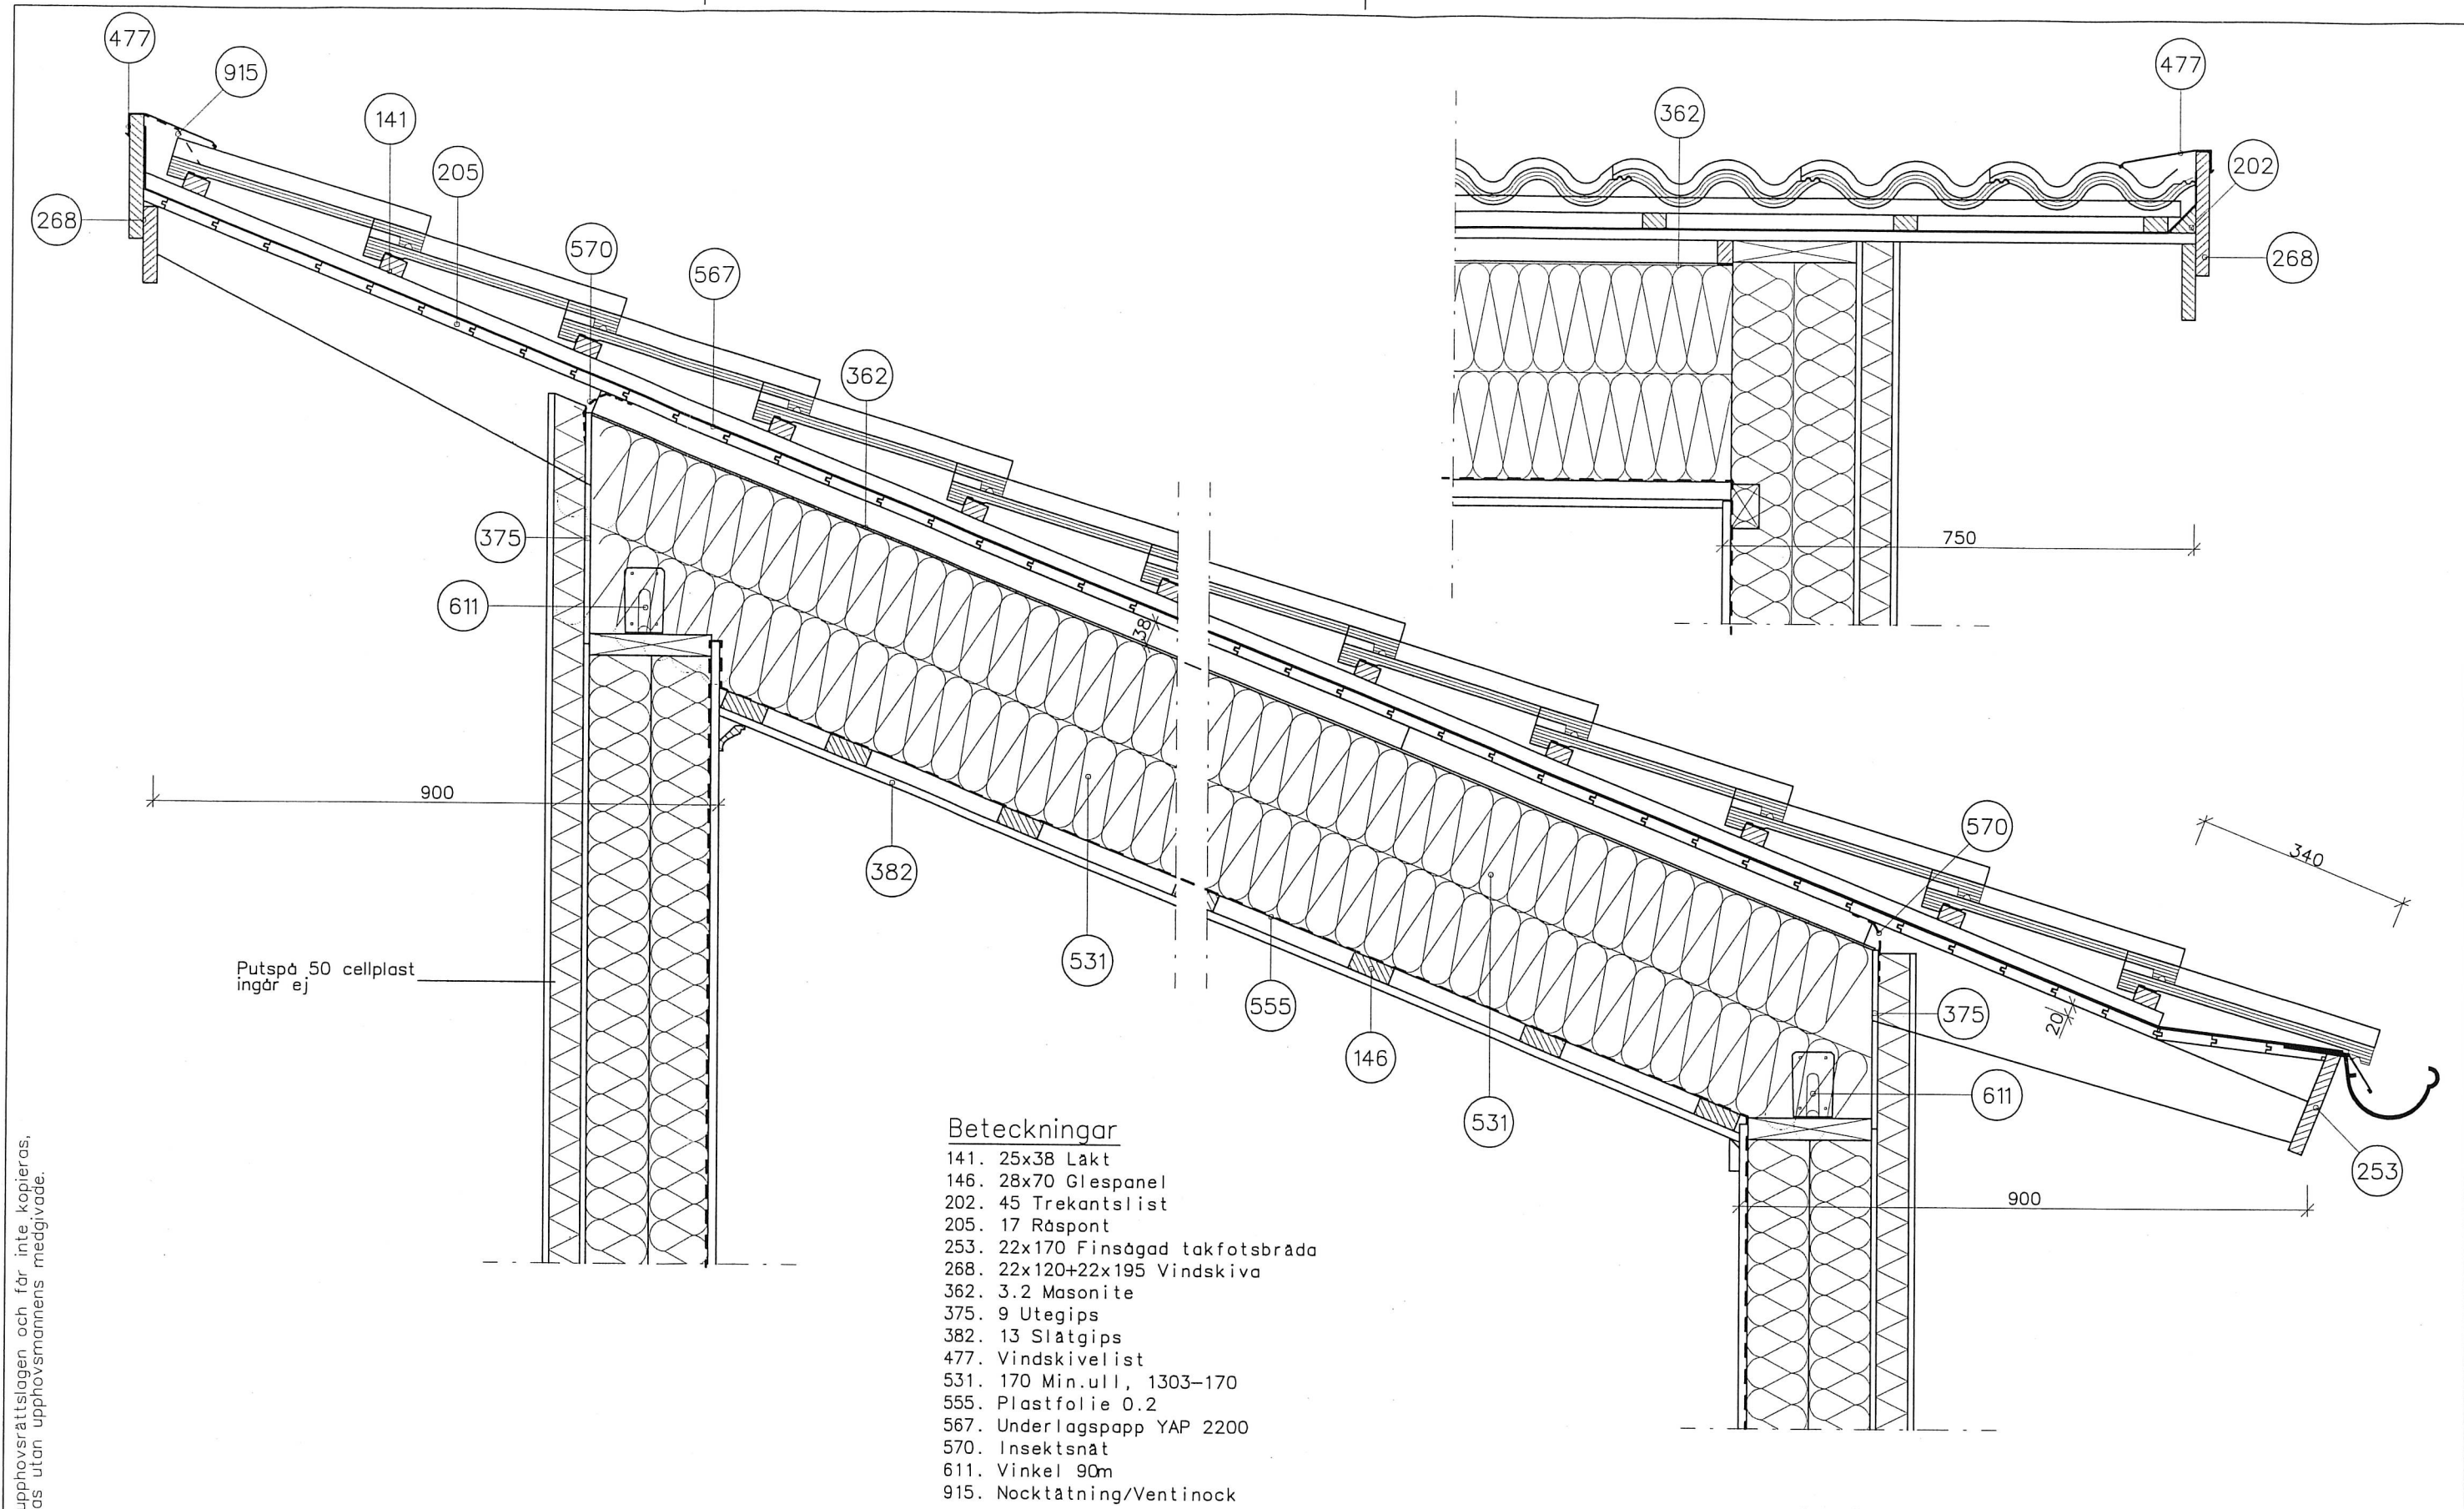 477
915
141
205
268
570
567
362
375
611
38
900
382
531
Putspå 50 cellplast
ingår ej
477
362
202
268
750
570
340
555
146
531
375
20
611
253
900
Beteckningar
141. 25x38 Läkt
146. 28x70 Glespanel
202. 45 Trekantslist
205. 17 Råspont
253. 22x170 Finsågad takfotsbräda
268. 22x120+22x195 Vindskiva
362. 3.2 Masonite
375. 9 Utegips
382. 13 Slätgips
477. Vindskivelist
531. 170 Min.ull, 1303-170
555. Plastfolie 0.2
567. Underlagspapp YAP 2200
570. Insektsnät
611. Vinkel 90m
915. Nocktätning/Ventinock
upphovsrättslagen och får inte kopieras,
as utan upphovsmannens medgivade.